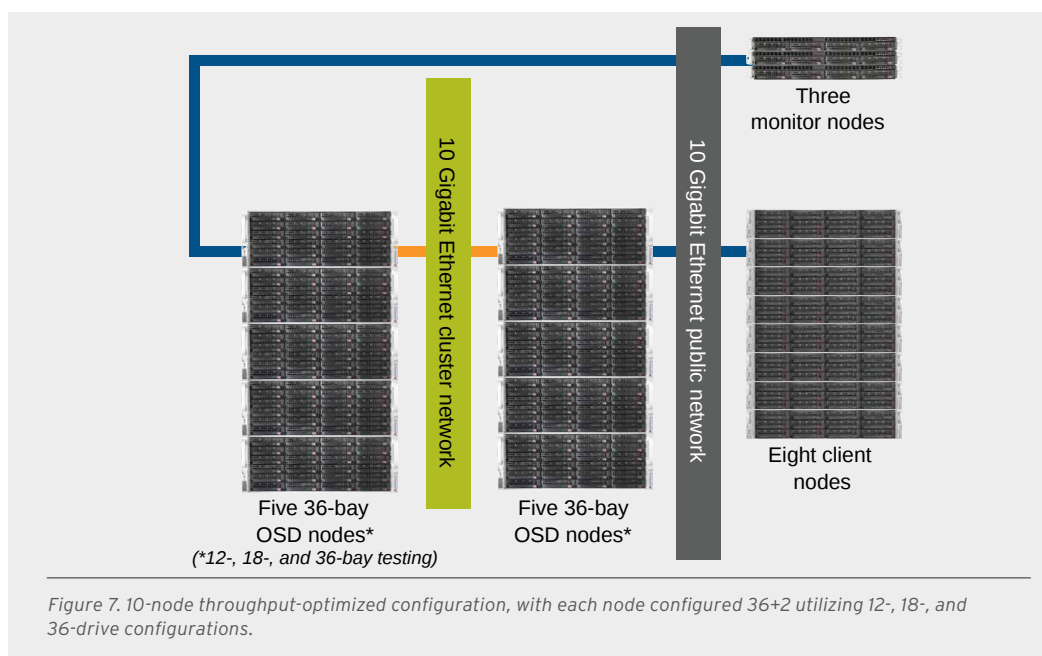 Three
monitor nodes
10 Gigabit Ethernet cluster network
10 Gigabit Ethernet public network
Five 36-bay
OSD nodes*
(*12-, 18-, and 36-bay testing)
Five 36-bay
OSD nodes*
Eight client
nodes
Figure 7. 10-node throughput-optimized configuration, with each node configured 36+2 utilizing 12-, 18-, and
36-drive configurations.